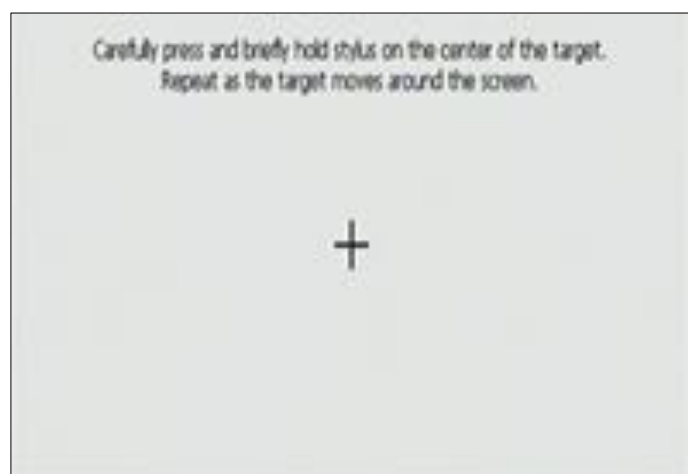 Carefully press and briefly hold stylus on the center of the target.
Repeat as the target moves around the screen.